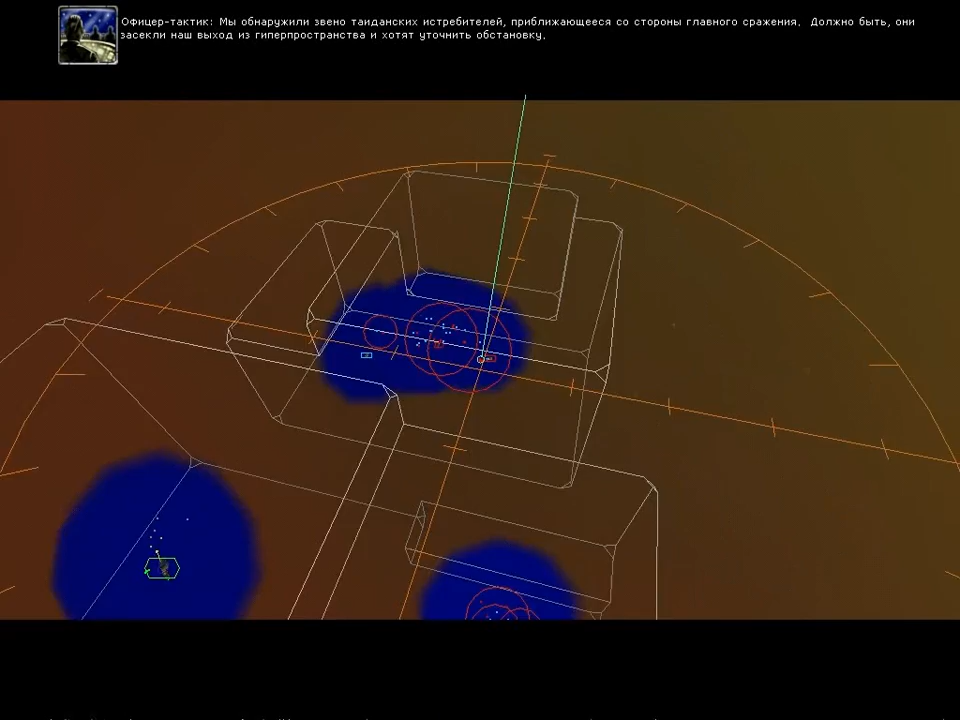 Офицер-тактик: Мы обнаружили звено таиданских истребителей, приближающееся со стороны главного сражения. Должно быть, они
засекли наш выход из гиперпространства и хотят уточнить обстановку.